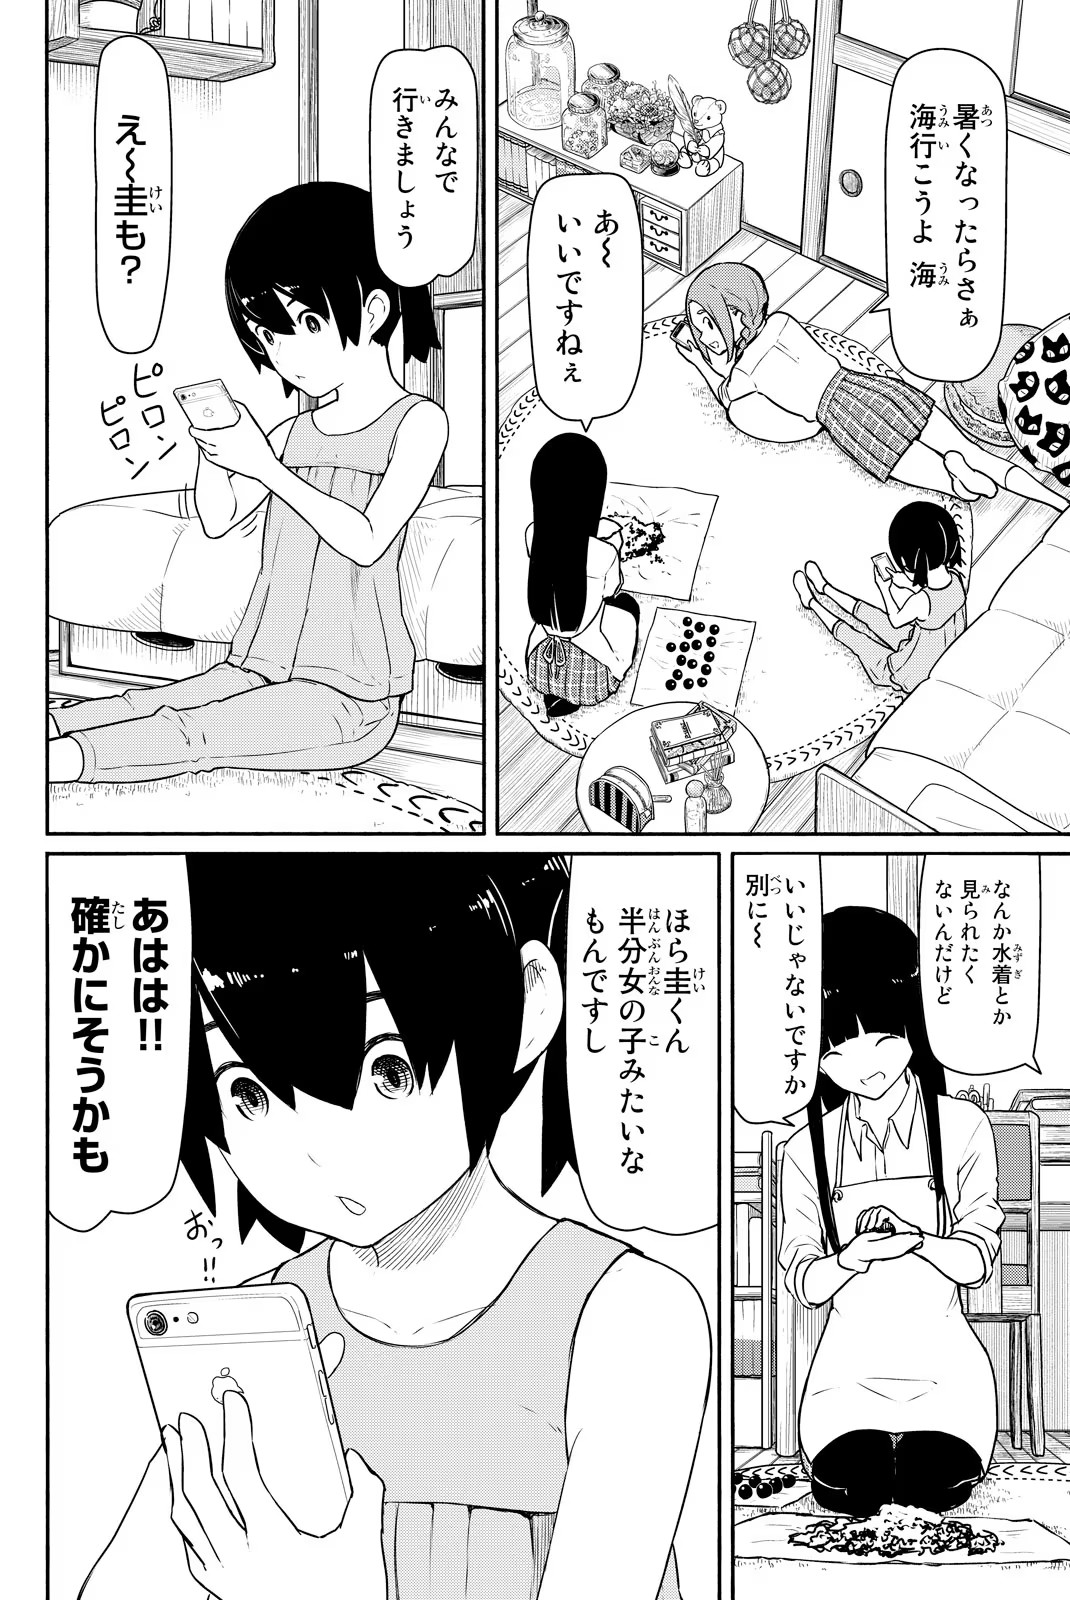 暑くなったらさぁ
海行こうよ 海
あ〜
いいですねぇ
みんなで
行きましょう
え〜圭も?
ピロン
ピロン
なんか水着とか
見られたく
ないんだけど
いいじゃないですか
別に〜
ほら圭くん
半分女の子みたいな
もんですし
おっ!!
あはは!!
確かにそうかも